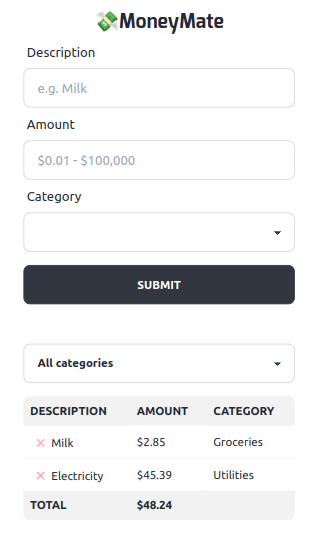 💸MoneyMate
Description
e.g. Milk
Amount
$0.01 - $100,000
Category
SUBMIT
All categories
DESCRIPTION AMOUNT CATEGORY
× Milk $2.85 Groceries
× Electricity $45.39 Utilities
TOTAL $48.24